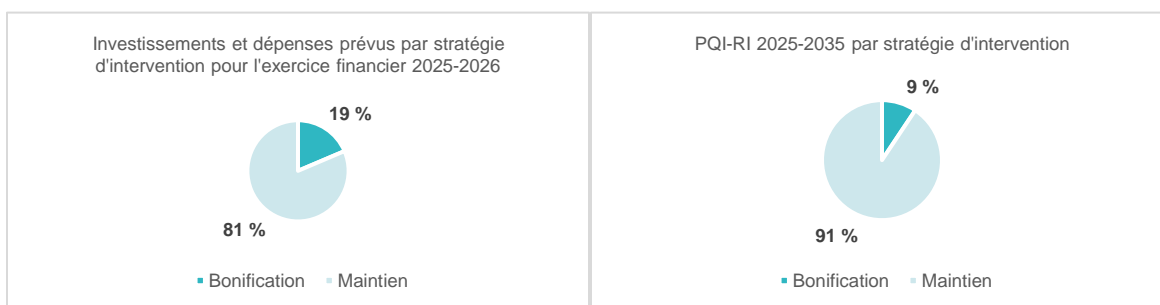 Investissements et dépenses prévus par stratégie
d'intervention pour l'exercice financier 2025-2026
19 %
81 %
Bonification Maintien
PQI-RI 2025-2035 par stratégie d'intervention
9 %
91 %
Bonification Maintien